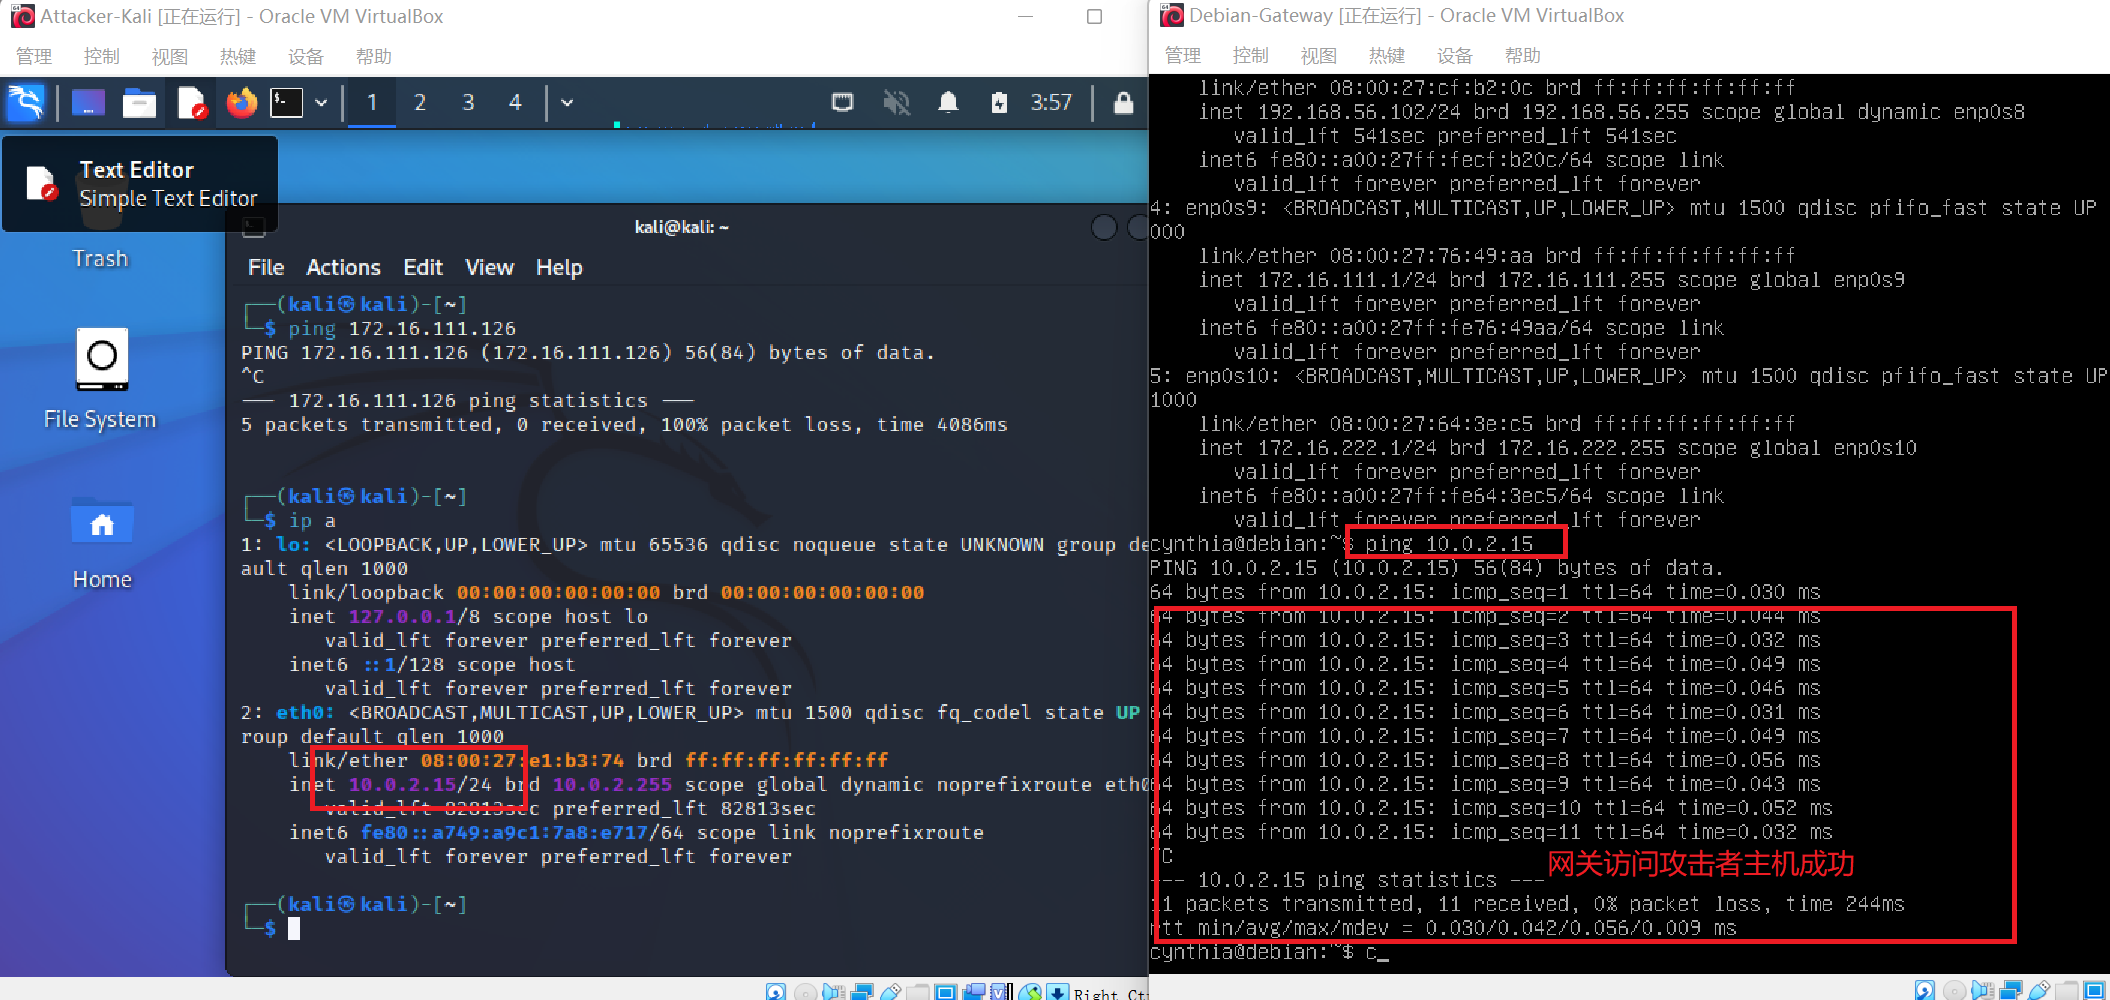 Attacker-Kali [正在运行] - Oracle VM VirtualBox
管理 控制 视图 热键 设备 帮助
1 2 3 4 3:57
Text Editor
Simple Text Editor
Trash
File System
Home
kali@kali: ~
File Actions Edit View Help
┌──(kali㉿kali)-[~]
└─$ ping 172.16.111.126
PING 172.16.111.126 (172.16.111.126) 56(84) bytes of data.
^C
--- 172.16.111.126 ping statistics ---
5 packets transmitted, 0 received, 100% packet loss, time 4086ms
┌──(kali㉿kali)-[~]
└─$ ip a
1: lo: <LOOPBACK,UP,LOWER_UP> mtu 65536 qdisc noqueue state UNKNOWN group de
ault qlen 1000
link/loopback 00:00:00:00:00:00 brd 00:00:00:00:00:00
inet 127.0.0.1/8 scope host lo
valid_lft forever preferred_lft forever
inet6 ::1/128 scope host
valid_lft forever preferred_lft forever
2: eth0: <BROADCAST,MULTICAST,UP,LOWER_UP> mtu 1500 qdisc fq_codel state UP
roup default qlen 1000
link/ether 08:00:27:e1:b3:74 brd ff:ff:ff:ff:ff:ff
inet 10.0.2.15/24 brd 10.0.2.255 scope global dynamic noprefixroute eth0
valid_lft 82813sec preferred_lft 82813sec
inet6 fe80::a749:a9c1:7a8:e717/64 scope link noprefixroute
valid_lft forever preferred_lft forever
┌──(kali㉿kali)-[~]
└─$
Right Ct
Debian-Gateway [正在运行] - Oracle VM VirtualBox
管理 控制 视图 热键 设备 帮助
link/ether 08:00:27:cf:b2:0c brd ff:ff:ff:ff:ff:ff
inet 192.168.56.102/24 brd 192.168.56.255 scope global dynamic enp0s8
valid_lft 541sec preferred_lft 541sec
inet6 fe80::a00:27ff:fecf:b20c/64 scope link
valid_lft forever preferred_lft forever
4: enp0s9: <BROADCAST,MULTICAST,UP,LOWER_UP> mtu 1500 qdisc pfifo_fast state UP
000
link/ether 08:00:27:76:49:aa brd ff:ff:ff:ff:ff:ff
inet 172.16.111.1/24 brd 172.16.111.255 scope global enp0s9
valid_lft forever preferred_lft forever
inet6 fe80::a00:27ff:fe76:49aa/64 scope link
valid_lft forever preferred_lft forever
5: enp0s10: <BROADCAST,MULTICAST,UP,LOWER_UP> mtu 1500 qdisc pfifo_fast state UP
1000
link/ether 08:00:27:64:3e:c5 brd ff:ff:ff:ff:ff:ff
inet 172.16.222.1/24 brd 172.16.222.255 scope global enp0s10
valid_lft forever preferred_lft forever
inet6 fe80::a00:27ff:fe64:3ec5/64 scope link
valid_lft forever preferred_lft forever
cynthia@debian:~$ ping 10.0.2.15
PING 10.0.2.15 (10.0.2.15) 56(84) bytes of data.
64 bytes from 10.0.2.15: icmp_seq=1 ttl=64 time=0.030 ms
64 bytes from 10.0.2.15: icmp_seq=2 ttl=64 time=0.044 ms
64 bytes from 10.0.2.15: icmp_seq=3 ttl=64 time=0.032 ms
64 bytes from 10.0.2.15: icmp_seq=4 ttl=64 time=0.049 ms
64 bytes from 10.0.2.15: icmp_seq=5 ttl=64 time=0.046 ms
64 bytes from 10.0.2.15: icmp_seq=6 ttl=64 time=0.031 ms
64 bytes from 10.0.2.15: icmp_seq=7 ttl=64 time=0.049 ms
64 bytes from 10.0.2.15: icmp_seq=8 ttl=64 time=0.056 ms
64 bytes from 10.0.2.15: icmp_seq=9 ttl=64 time=0.043 ms
64 bytes from 10.0.2.15: icmp_seq=10 ttl=64 time=0.052 ms
64 bytes from 10.0.2.15: icmp_seq=11 ttl=64 time=0.032 ms
^C
网关访问攻击者主机成功
--- 10.0.2.15 ping statistics ---
11 packets transmitted, 11 received, 0% packet loss, time 244ms
rtt min/avg/max/mdev = 0.030/0.042/0.056/0.009 ms
cynthia@debian:~$ c_